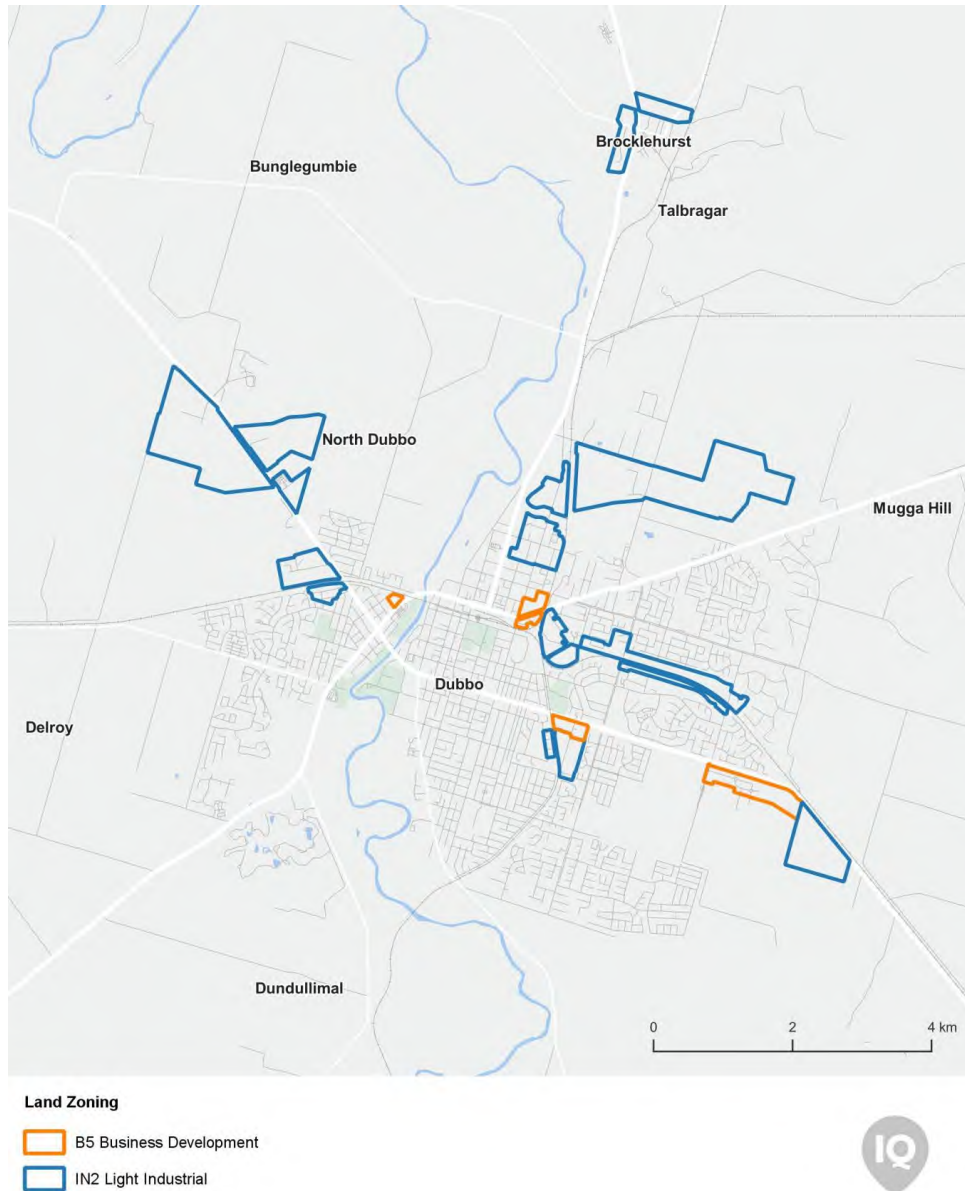 Brocklehurst
Bunglegumbie
Talbragar
North Dubbo
Mugga Hill
Dubbo
Delroy
Dundullimal
0 2 4 km
Land Zoning
B5 Business Development
IN2 Light Industrial
IQ